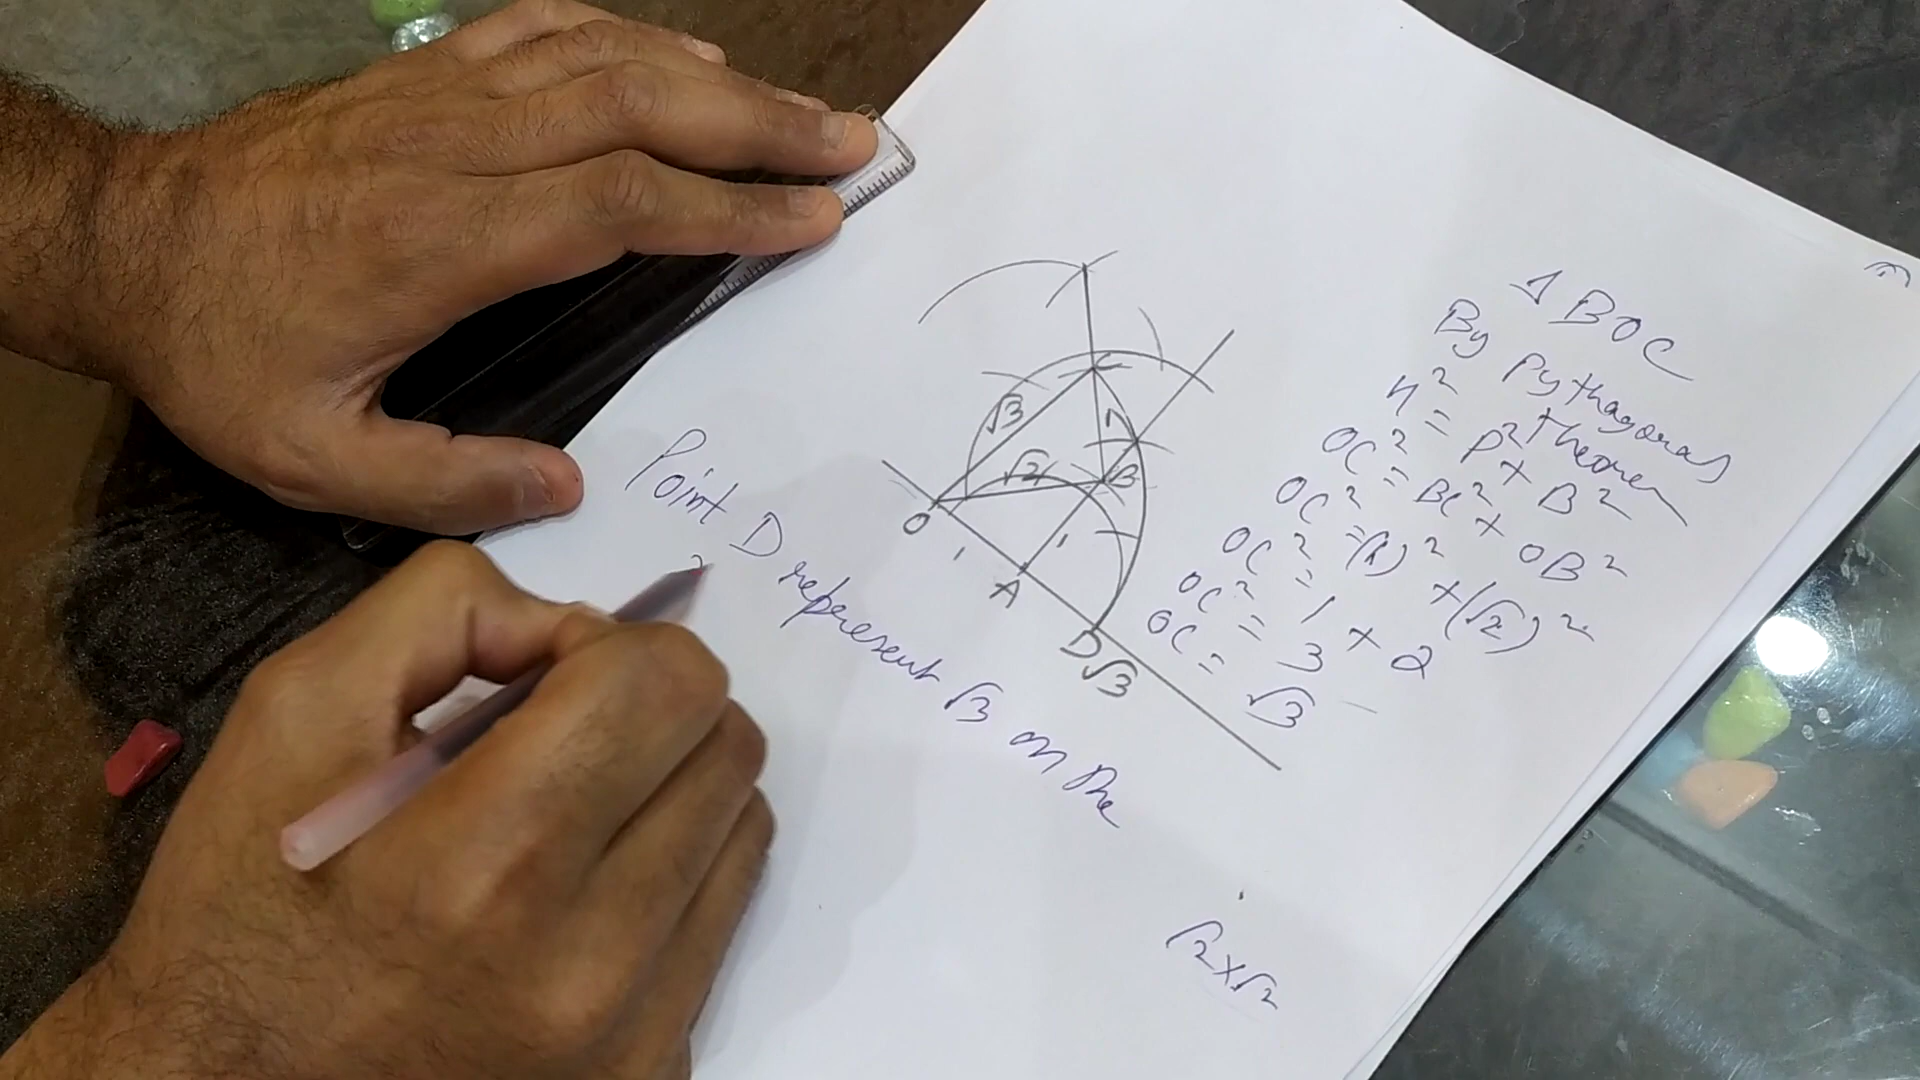 △ BOC
By Pythagoras theorem
H² = P² + B²
OC² = BC² + OB²
OC² = (1)² + (√2)²
OC² = 1 + 2
OC² = 3
OC = √3
C
√3
1
√2
B
O
1
1
A
D √3
Point D represent √3 on the
√2 x √2